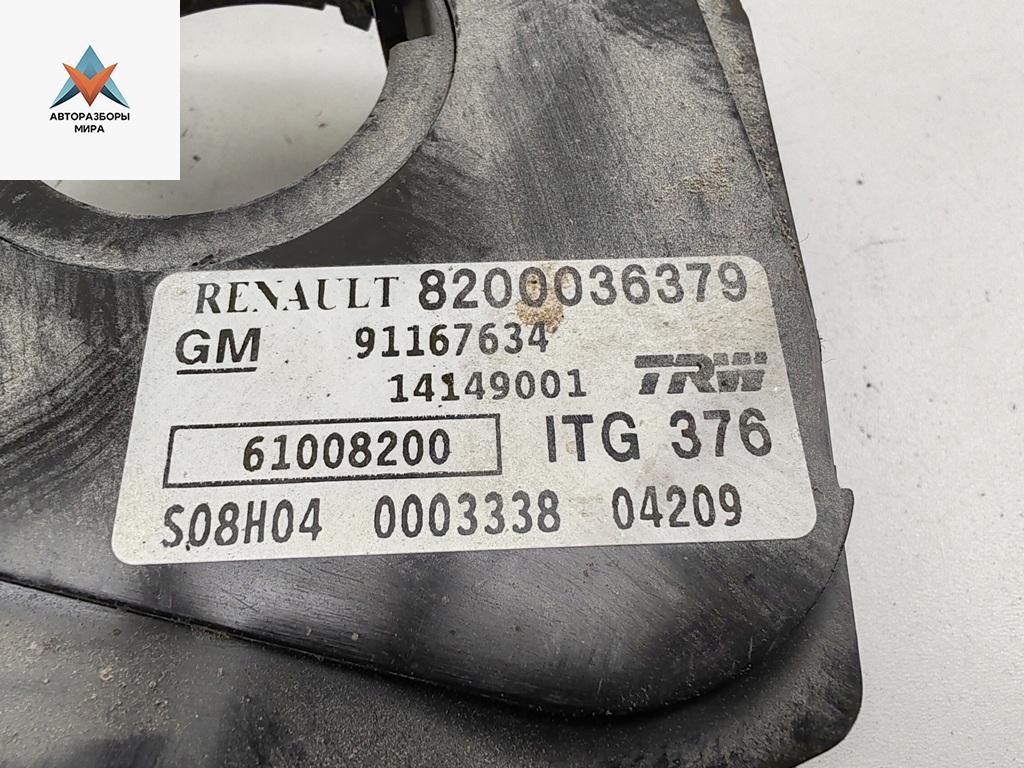 АВТОРАЗБОРЫ
МИРА
RENAULT 8200036379
GM 91167634
14149001 TRW
61008200 ITG 376
S08H04 0003338 04209